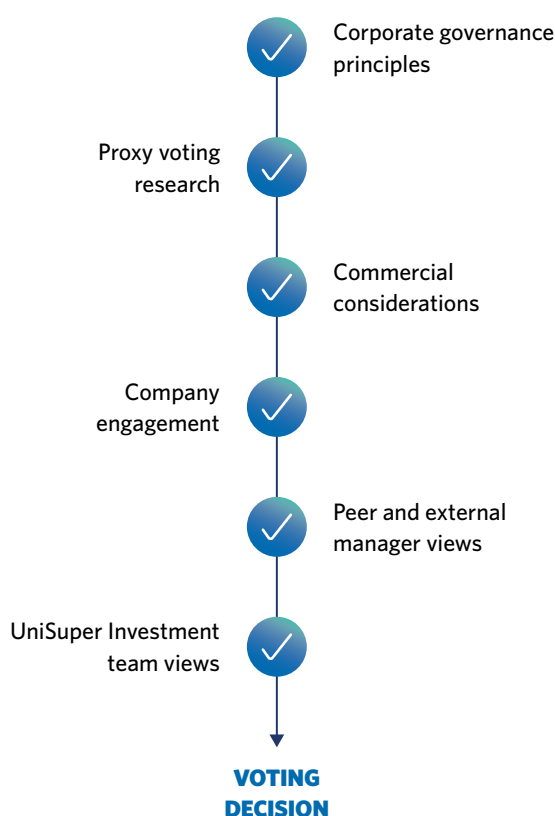 Corporate governance
principles
Proxy voting
research
Commercial
considerations
Company
engagement
Peer and external
manager views
UniSuper Investment
team views
VOTING
DECISION